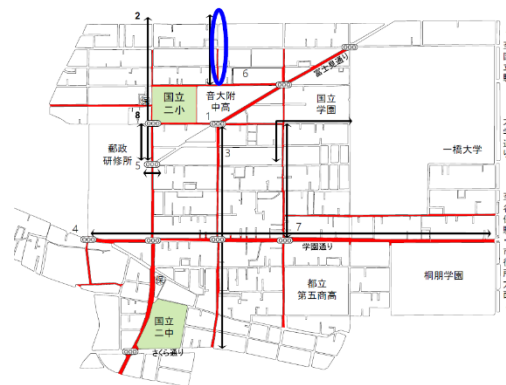 2
6
富士見通り
国立
二小
音大附
中高
国立
学園
保
8
1
郵政
研修所
3
一橋大学
5
4
7
学園通り
都立
第五商高
桐朋学園
保
国立
二中
さくら通り